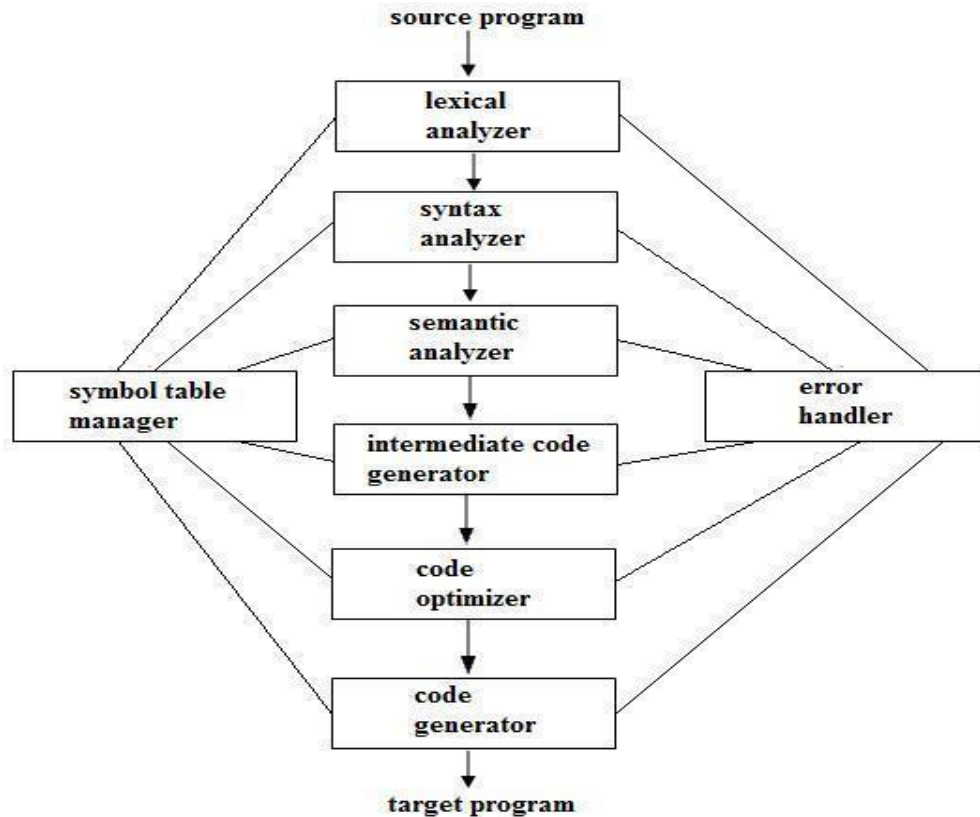 source program
lexical
analyzer
syntax
analyzer
semantic
analyzer
symbol table
manager
error
handler
intermediate code
generator
code
optimizer
code
generator
target program